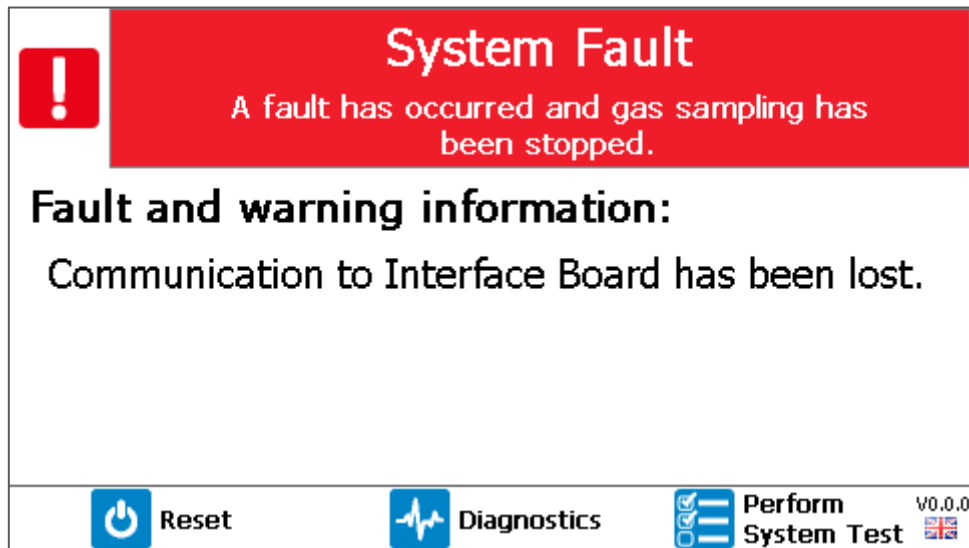 System Fault
A fault has occurred and gas sampling has
been stopped.
Fault and warning information:
Communication to Interface Board has been lost.
Reset
Diagnostics
Perform
System Test
V0.0.0